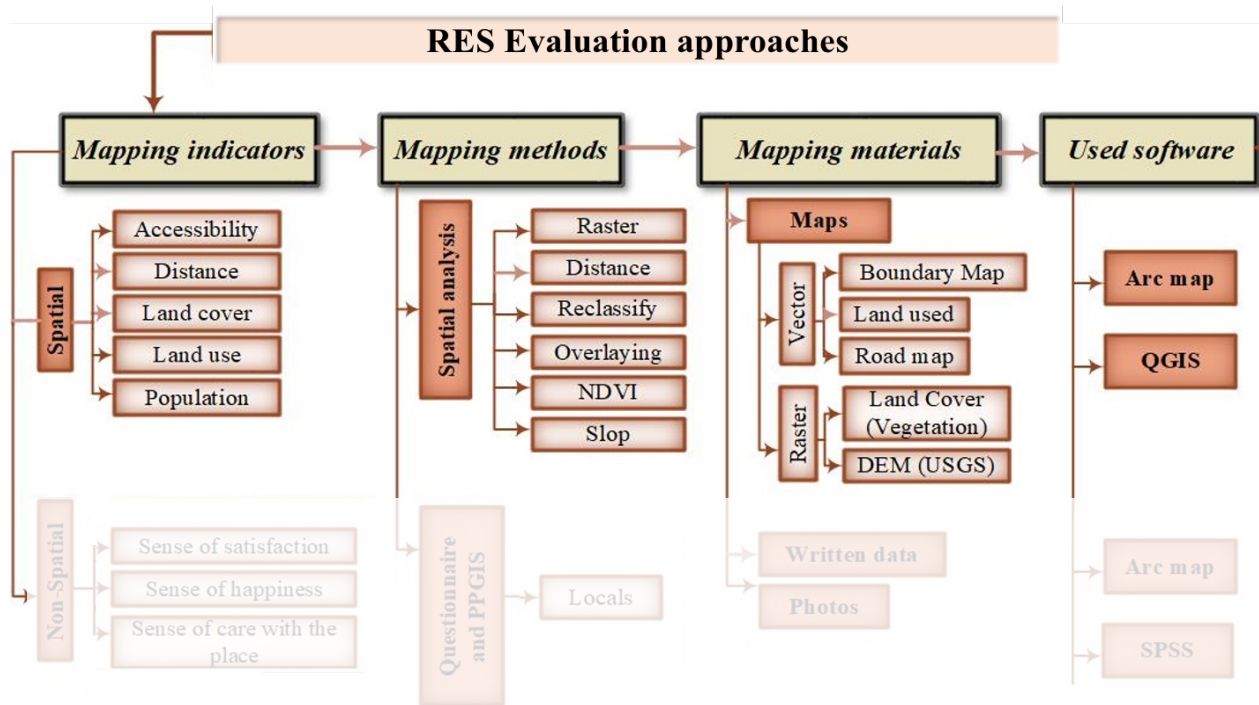 RES Evaluation approaches
Mapping indicators
Mapping methods
Mapping materials
Used software
Spatial
Accessibility
Distance
Land cover
Land use
Population
Spatial analysis
Raster
Distance
Reclassify
Overlaying
NDVI
Slop
Maps
Vector
Boundary Map
Land used
Road map
Raster
Land Cover
(Vegetation)
DEM (USGS)
Arc map
QGIS
Non-Spatial
Sense of satisfaction
Sense of happiness
Sense of care with the
place
Questionnaire
and PPGIS
Locals
Written data
Photos
Arc map
SPSS